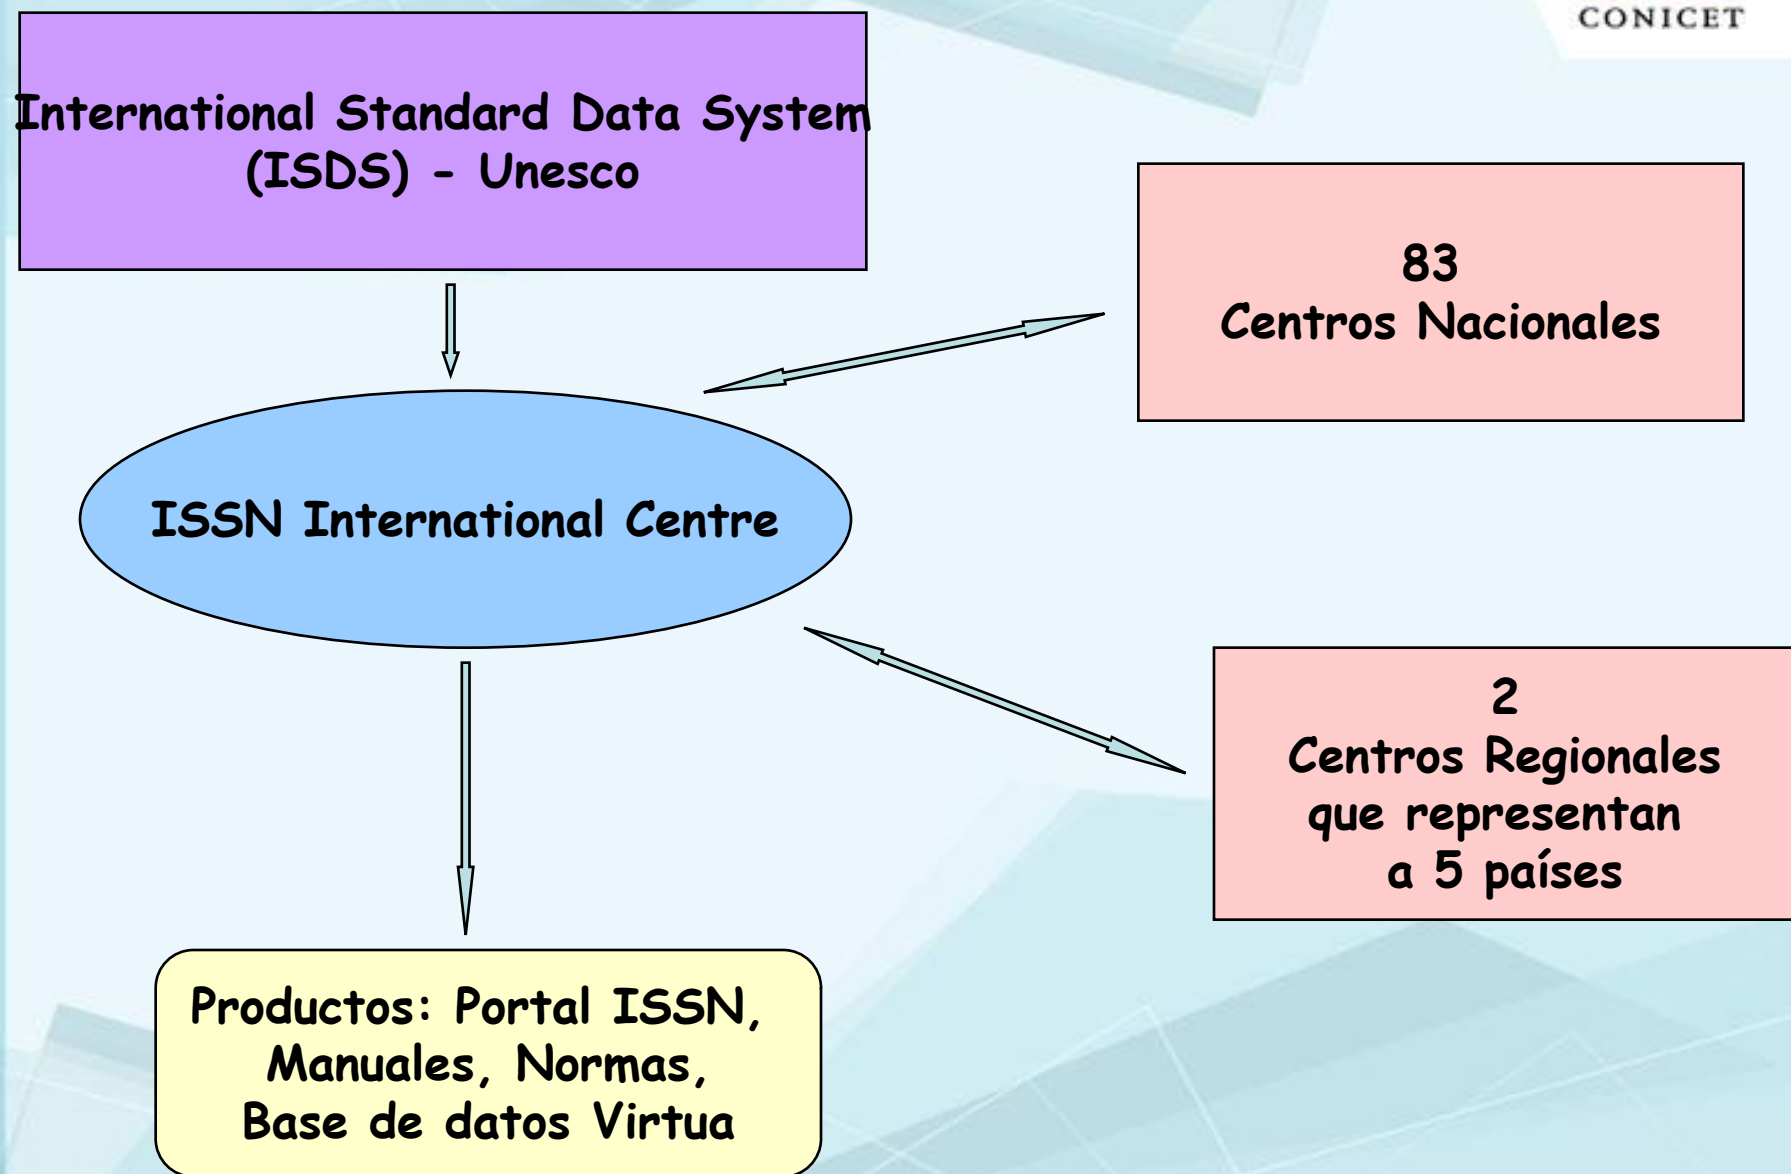 CONICET
International Standard Data System
(ISDS) - Unesco
83
Centros Nacionales
ISSN International Centre
2
Centros Regionales
que representan
a 5 países
Productos: Portal ISSN,
Manuales, Normas,
Base de datos Virtua